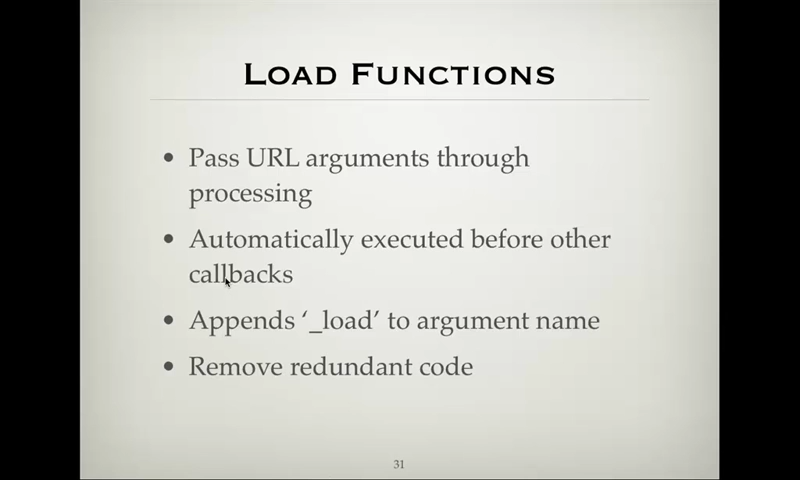 Load Functions
• Pass URL arguments through
processing
• Automatically executed before other
callbacks
• Appends ‘_load’ to argument name
• Remove redundant code
31